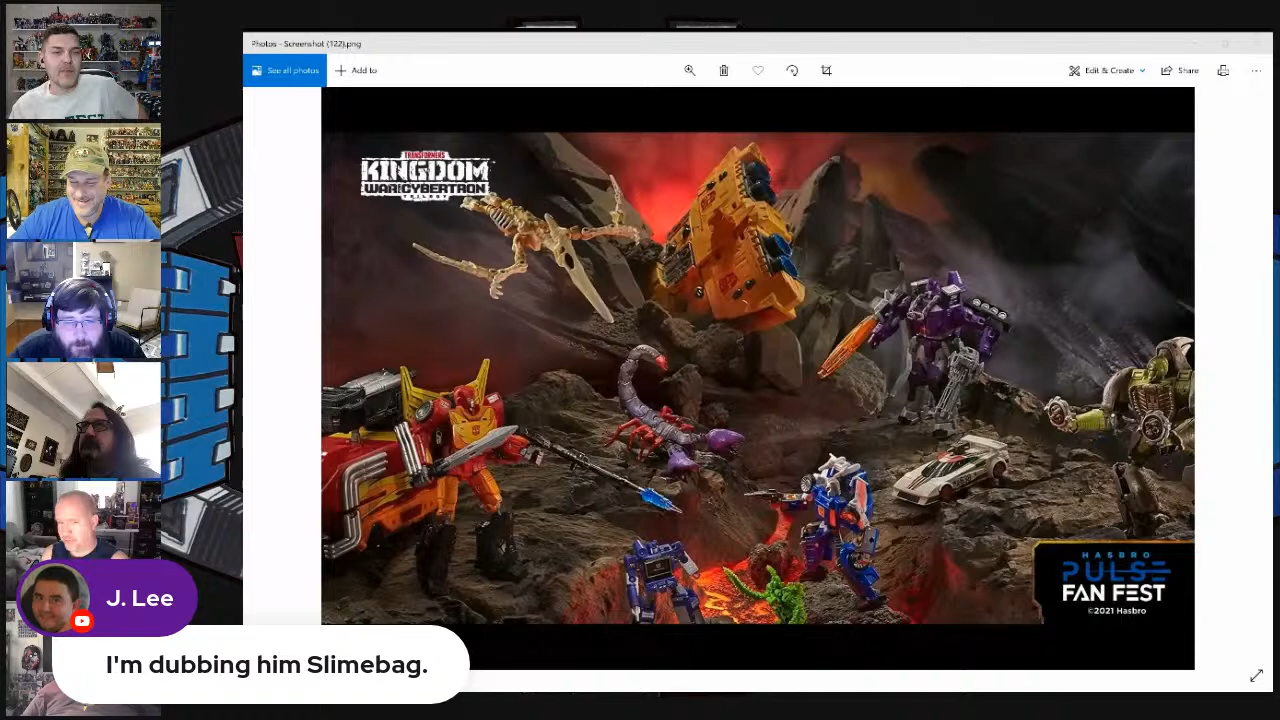 Photos - Screenshot (122).png
See all photos
Add to
Edit & Create
Share
TRANSFORMERS
KINGDOM
WAR FOR CYBERTRON
TRILOGY
HASBRO
PULSE
FAN FEST
©2021 Hasbro
J. Lee
I'm dubbing him Slimebag.